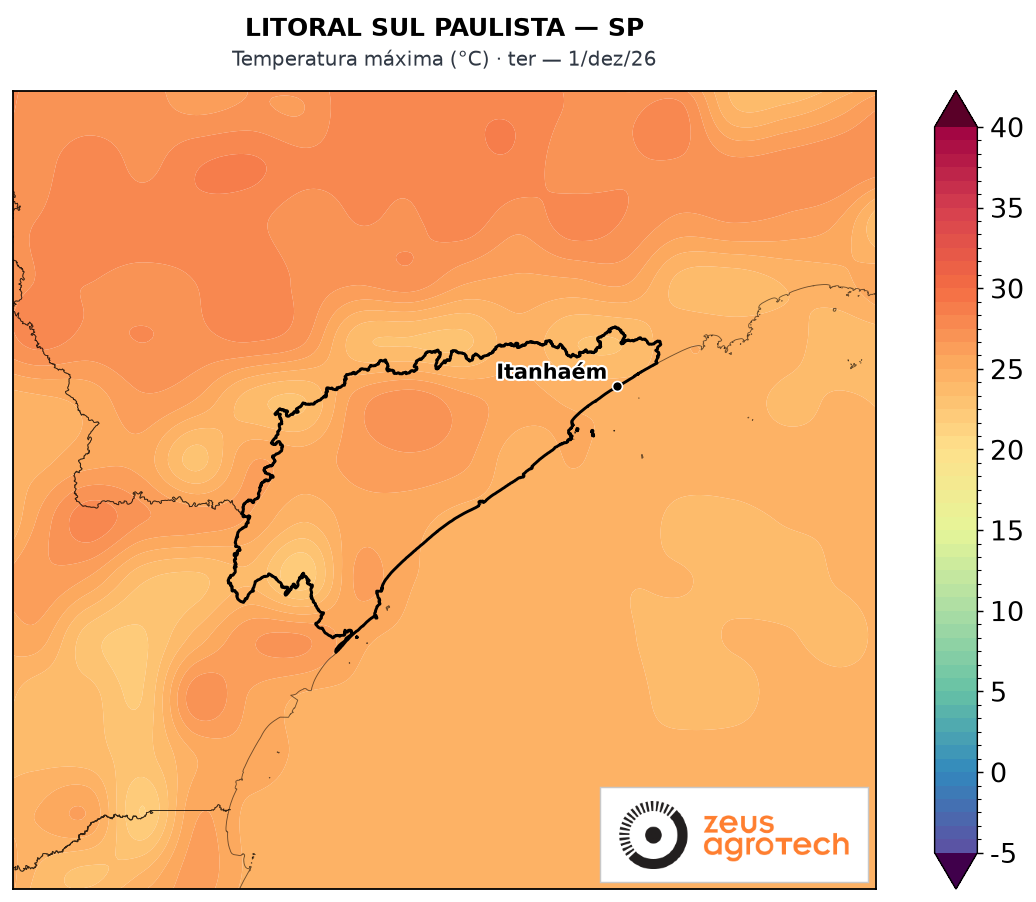 LITORAL SUL PAULISTA — SP
Temperatura máxima (°C) · ter — 1/dez/26
Itanhaém
40
35
30
25
20
15
10
5
0
-5
zeus
agrotech